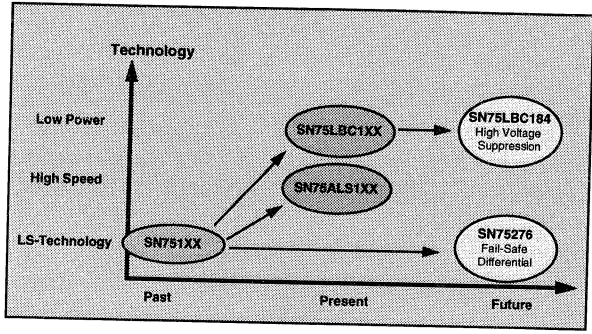 Technology
Low Power
SN75LBC1XX
SN75LBC184
High Voltage
Suppression
High Speed
SN75ALS1XX
LS-Technology
SN751XX
SN75276
Fail-Safe
Differential
Past
Present
Future